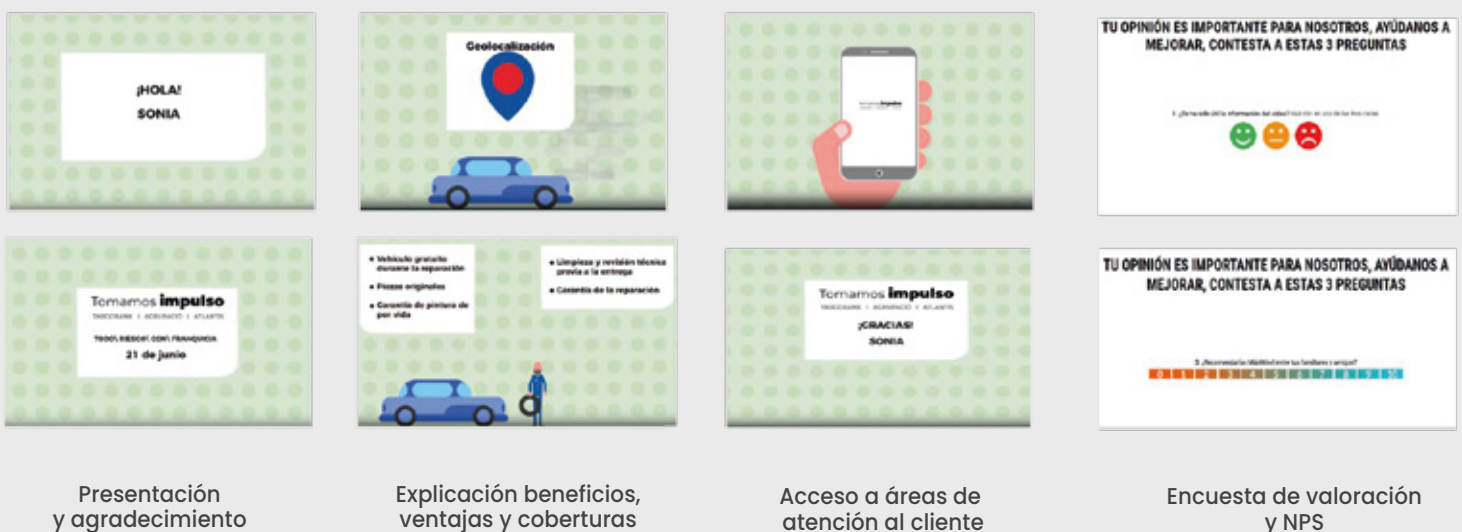 ¡HOLA!
SONIA
Geolocalización
TU OPINIÓN ES IMPORTANTE PARA NOSOTROS, AYÚDANOS A
MEJORAR, CONTESTA A ESTAS 3 PREGUNTAS
Tomamos impulso
21 de junio
• Vehículo gratuito
durante la reparación
• Piezas originales
• Garantía de pintura de
por vida
• Limpieza y revisión técnica
previa a la entrega
• Garantía de la reparación
Tomamos impulso
¡GRACIAS!
SONIA
TU OPINIÓN ES IMPORTANTE PARA NOSOTROS, AYÚDANOS A
MEJORAR, CONTESTA A ESTAS 3 PREGUNTAS
0 1 2 3 4 5 6 7 8 9 10
Presentación
y agradecimiento
Explicación beneficios,
ventajas y coberturas
Acceso a áreas de
atención al cliente
Encuesta de valoración
y NPS